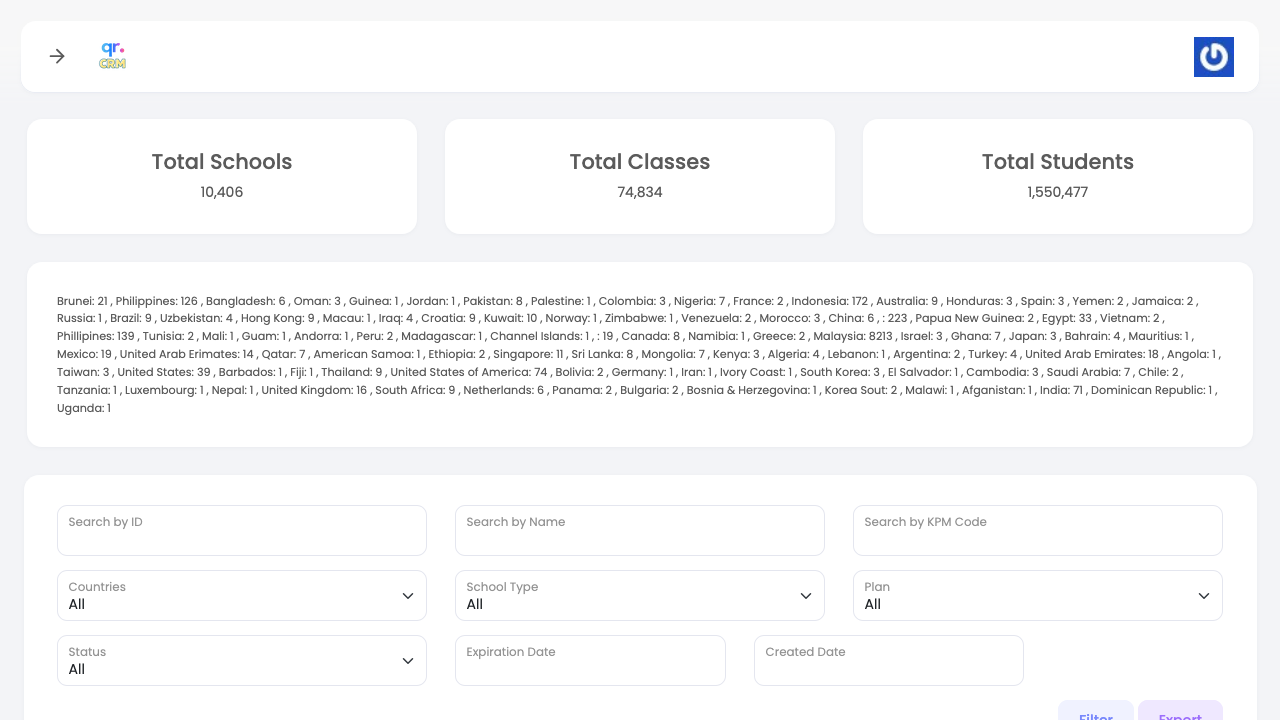 qr.
CRM
Total Schools
10,406
Total Classes
74,834
Total Students
1,550,477
Brunei: 21 , Philippines: 126 , Bangladesh: 6 , Oman: 3 , Guinea: 1 , Jordan: 1 , Pakistan: 8 , Palestine: 1 , Colombia: 3 , Nigeria: 7 , France: 2 , Indonesia: 172 , Australia: 9 , Honduras: 3 , Spain: 3 , Yemen: 2 , Jamaica: 2 ,
Russia: 1 , Brazil: 9 , Uzbekistan: 4 , Hong Kong: 9 , Macau: 1 , Iraq: 4 , Croatia: 9 , Kuwait: 10 , Norway: 1 , Zimbabwe: 1 , Venezuela: 2 , Morocco: 3 , China: 6 , : 223 , Papua New Guinea: 2 , Egypt: 33 , Vietnam: 2 ,
Phillipines: 139 , Tunisia: 2 , Mali: 1 , Guam: 1 , Andorra: 1 , Peru: 2 , Madagascar: 1 , Channel Islands: 1 , : 19 , Canada: 8 , Namibia: 1 , Greece: 2 , Malaysia: 8213 , Israel: 3 , Ghana: 7 , Japan: 3 , Bahrain: 4 , Mauritius: 1 ,
Mexico: 19 , United Arab Erimates: 14 , Qatar: 7 , American Samoa: 1 , Ethiopia: 2 , Singapore: 11 , Sri Lanka: 8 , Mongolia: 7 , Kenya: 3 , Algeria: 4 , Lebanon: 1 , Argentina: 2 , Turkey: 4 , United Arab Emirates: 18 , Angola: 1 ,
Taiwan: 3 , United States: 39 , Barbados: 1 , Fiji: 1 , Thailand: 9 , United States of America: 74 , Bolivia: 2 , Germany: 1 , Iran: 1 , Ivory Coast: 1 , South Korea: 3 , El Salvador: 1 , Cambodia: 3 , Saudi Arabia: 7 , Chile: 2 ,
Tanzania: 1 , Luxembourg: 1 , Nepal: 1 , United Kingdom: 16 , South Africa: 9 , Netherlands: 6 , Panama: 2 , Bulgaria: 2 , Bosnia & Herzegovina: 1 , Korea Sout: 2 , Malawi: 1 , Afganistan: 1 , India: 71 , Dominican Republic: 1 ,
Uganda: 1
Search by ID
Search by Name
Search by KPM Code
Countries
All
School Type
All
Plan
All
Status
All
Expiration Date
Created Date
Filter
Export